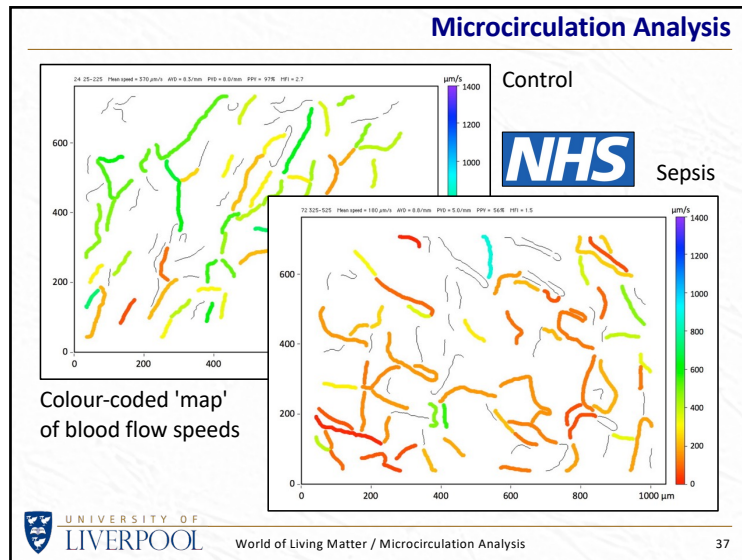 Microcirculation Analysis
24 25-225 Mean speed = 370 μm/s AVD = 8.3/mm PVD = 8.0/mm PPV = 97% MFI = 2.7
μm/s
1400
1000
600
400
200
0
0
200
400
Control
NHS
Sepsis
72 325-525 Mean speed = 180 μm/s AVD = 8.8/mm PVD = 5.0/mm PPV = 56% MFI = 1.5
μm/s
1400
1200
1000
800
600
400
200
0
600
400
200
0
0
200
400
600
800
1000 μm
Colour-coded 'map'
of blood flow speeds
UNIVERSITY OF
LIVERPOOL
World of Living Matter / Microcirculation Analysis
37